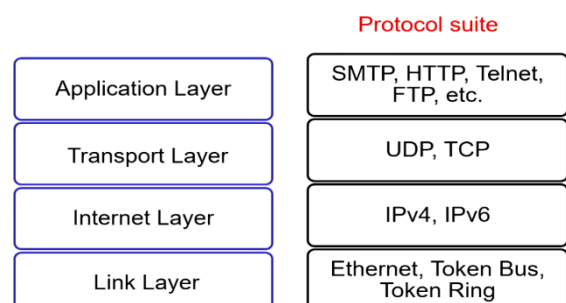 Protocol suite
Application Layer
SMTP, HTTP, Telnet,
FTP, etc.
Transport Layer
UDP, TCP
Internet Layer
IPv4, IPv6
Link Layer
Ethernet, Token Bus,
Token Ring